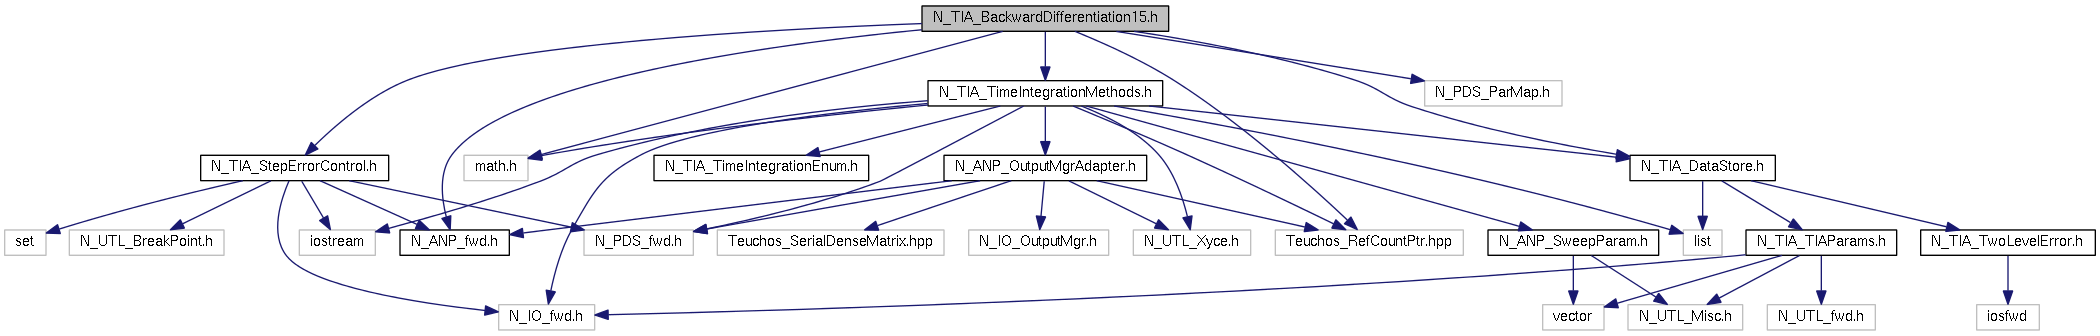 N_TIA_BackwardDifferentiation15.h
N_TIA_TimeIntegrationMethods.h
N_PDS_ParMap.h
N_TIA_StepErrorControl.h
math.h
N_TIA_TimeIntegrationEnum.h
N_ANP_OutputMgrAdapter.h
N_TIA_DataStore.h
set
N_UTL_BreakPoint.h
iostream
N_ANP_fwd.h
N_PDS_fwd.h
Teuchos_SerialDenseMatrix.hpp
N_IO_OutputMgr.h
N_UTL_Xyce.h
Teuchos_RefCountPtr.hpp
N_ANP_SweepParam.h
list
N_TIA_TIAParams.h
N_TIA_TwoLevelError.h
N_IO_fwd.h
vector
N_UTL_Misc.h
N_UTL_fwd.h
iosfwd